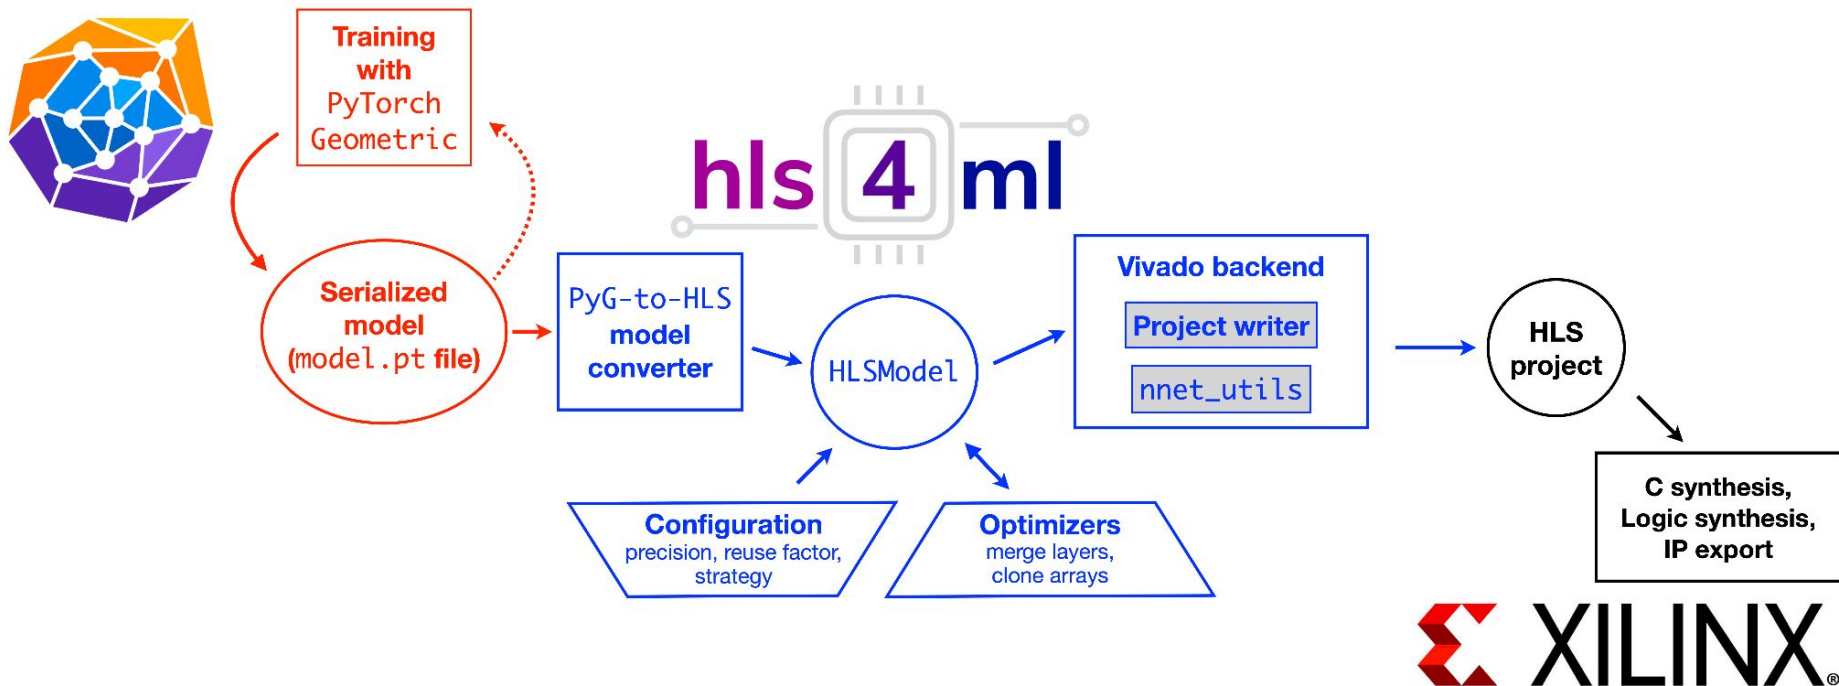 Training
with
PyTorch
Geometric
hls 4 ml
Serialized
model
(model.pt file)
PyG-to-HLS
model
converter
HLSModel
Configuration
precision, reuse factor,
strategy
Optimizers
merge layers,
clone arrays
Vivado backend
Project writer
nnet_utils
HLS
project
C synthesis,
Logic synthesis,
IP export
XILINX®